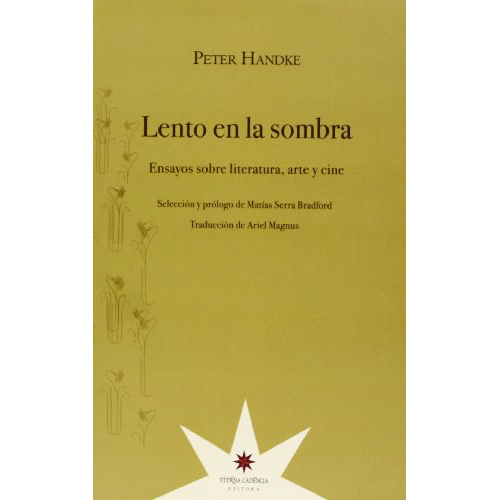 PETER HANDKE
Lento en la sombra
Ensayos sobre literatura, arte y cine
Selección y prólogo de Matías Serra Bradford
Traducción de Ariel Magnus
ETERNA CADENCIA
EDITORA